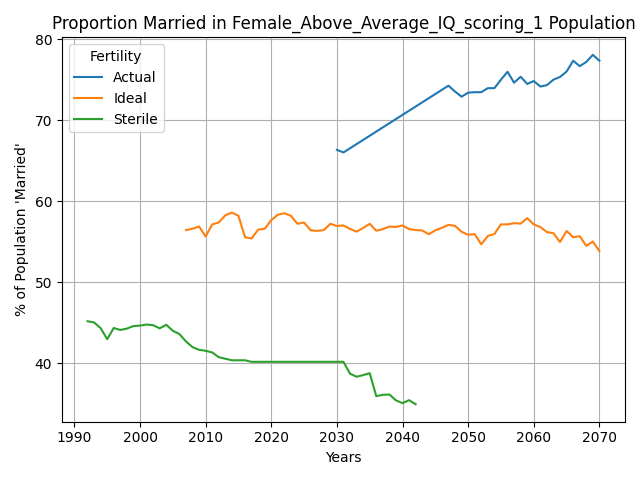 Proportion Married in Female_Above_Average_IQ_scoring_1 Population
Fertility
Actual
Ideal
Sterile
% of Population 'Married'
80
70
60
50
40
1990 2000 2010 2020 2030 2040 2050 2060 2070
Years